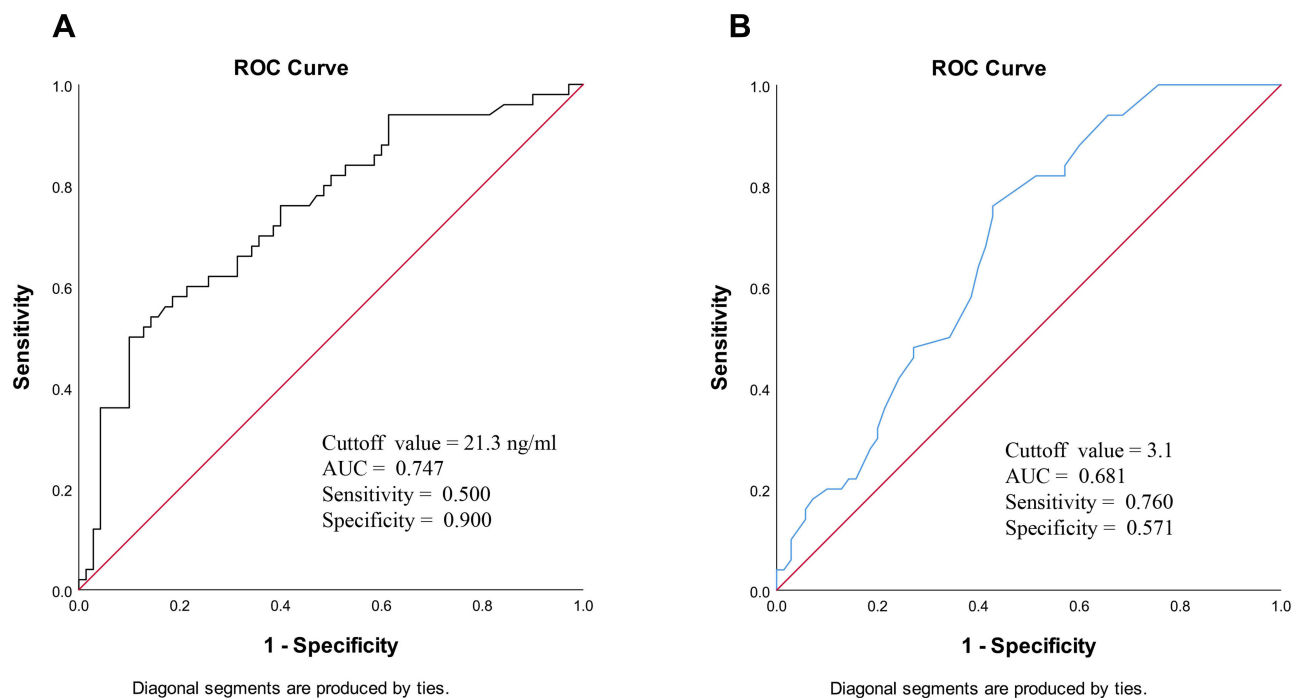 A
ROC Curve
1.0
0.8
0.6
0.4
0.2
0.0
Sensitivity
Cuttoff value = 21.3 ng/ml
AUC = 0.747
Sensitivity = 0.500
Specificity = 0.900
0.0 0.2 0.4 0.6 0.8 1.0
1 - Specificity
Diagonal segments are produced by ties.
B
ROC Curve
1.0
0.8
0.6
0.4
0.2
0.0
Sensitivity
Cuttoff value = 3.1
AUC = 0.681
Sensitivity = 0.760
Specificity = 0.571
0.0 0.2 0.4 0.6 0.8 1.0
1 - Specificity
Diagonal segments are produced by ties.